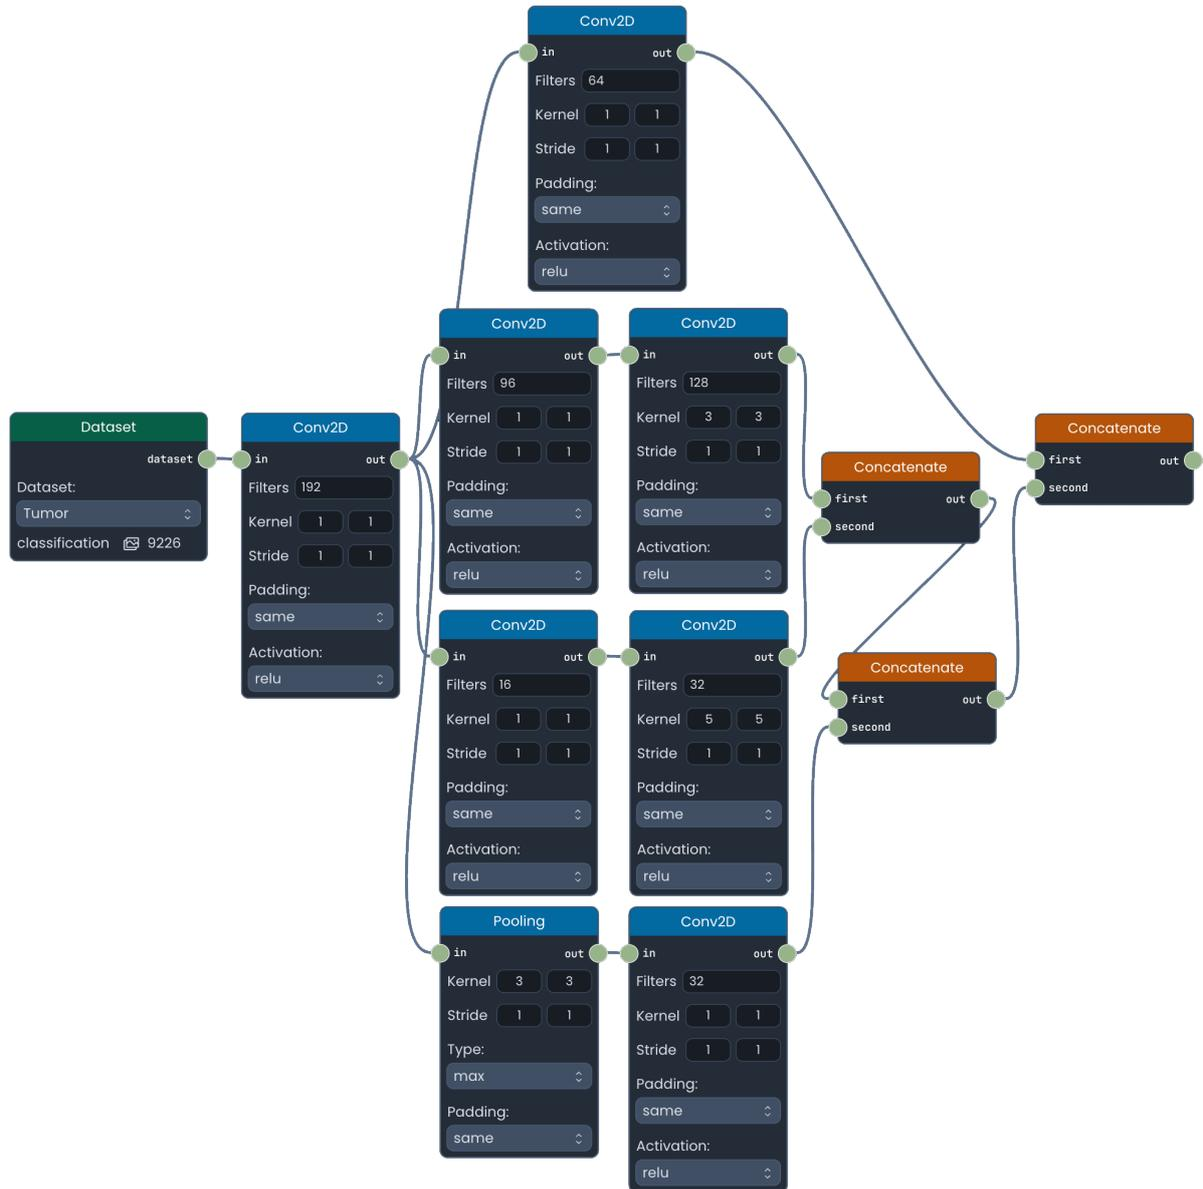 Conv2D
in out
Filters 64
Kernel 1 1
Stride 1 1
Padding:
same
Activation:
relu
Dataset
dataset
Dataset:
Tumor
classification 9226
Conv2D
in out
Filters 192
Kernel 1 1
Stride 1 1
Padding:
same
Activation:
relu
Conv2D
in out
Filters 96
Kernel 1 1
Stride 1 1
Padding:
same
Activation:
relu
Conv2D
in out
Filters 128
Kernel 3 3
Stride 1 1
Padding:
same
Activation:
relu
Conv2D
in out
Filters 16
Kernel 1 1
Stride 1 1
Padding:
same
Activation:
relu
Conv2D
in out
Filters 32
Kernel 5 5
Stride 1 1
Padding:
same
Activation:
relu
Pooling
in out
Kernel 3 3
Stride 1 1
Type:
max
Padding:
same
Conv2D
in out
Filters 32
Kernel 1 1
Stride 1 1
Padding:
same
Activation:
relu
Concatenate
first out
second
Concatenate
first out
second
Concatenate
first out
second